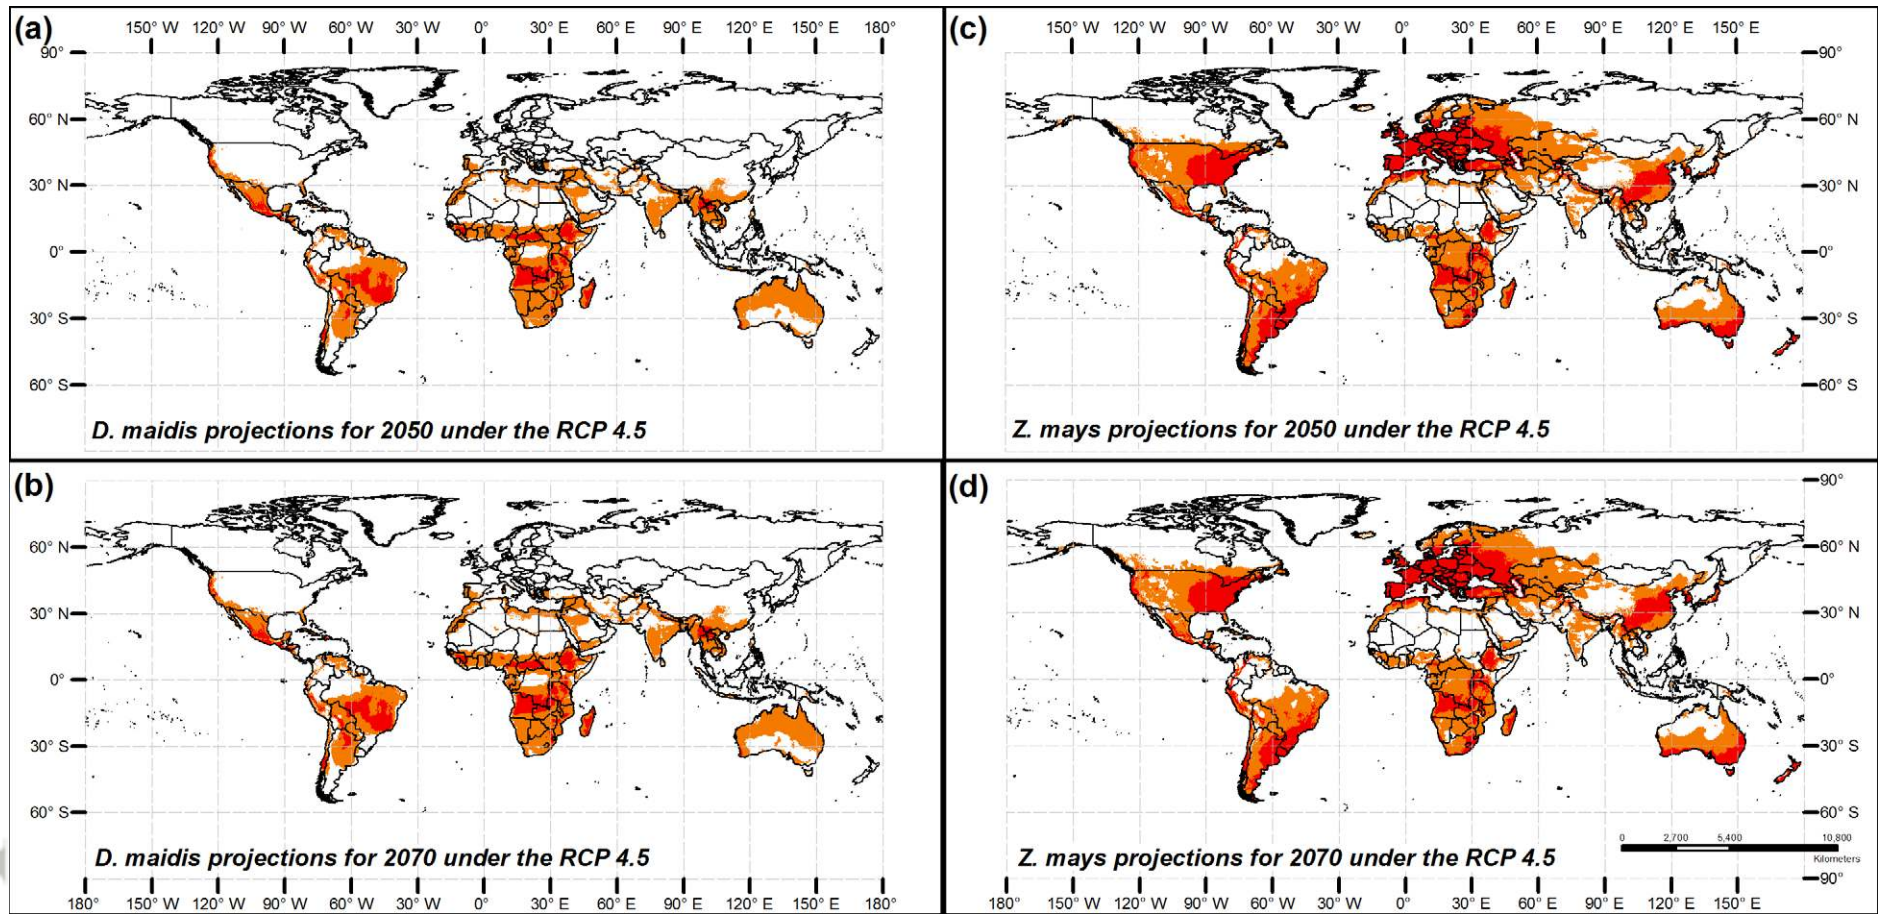 (a)
150° W 120° W 90° W 60° W 30° W 0° 30° E 60° E 90° E 120° E 150° E 180°
90°
60° N
30° N
0°
30° S
60° S
D. maidis projections for 2050 under the RCP 4.5
(c)
150° W 120° W 90° W 60° W 30° W 0° 30° E 60° E 90° E 120° E 150° E
90°
60° N
30° N
0°
30° S
60° S
Z. mays projections for 2050 under the RCP 4.5
(b)
60° N
30° N
0°
30° S
60° S
D. maidis projections for 2070 under the RCP 4.5
180° 150° W 120° W 90° W 60° W 30° W 0° 30° E 60° E 90° E 120° E 150° E 180°
(d)
90°
60° N
30° N
0°
30° S
60° S
90°
0 2,700 5,400 10,800
Kilometers
Z. mays projections for 2070 under the RCP 4.5
180° 150° W 120° W 90° W 60° W 30° W 0° 30° E 60° E 90° E 120° E 150° E